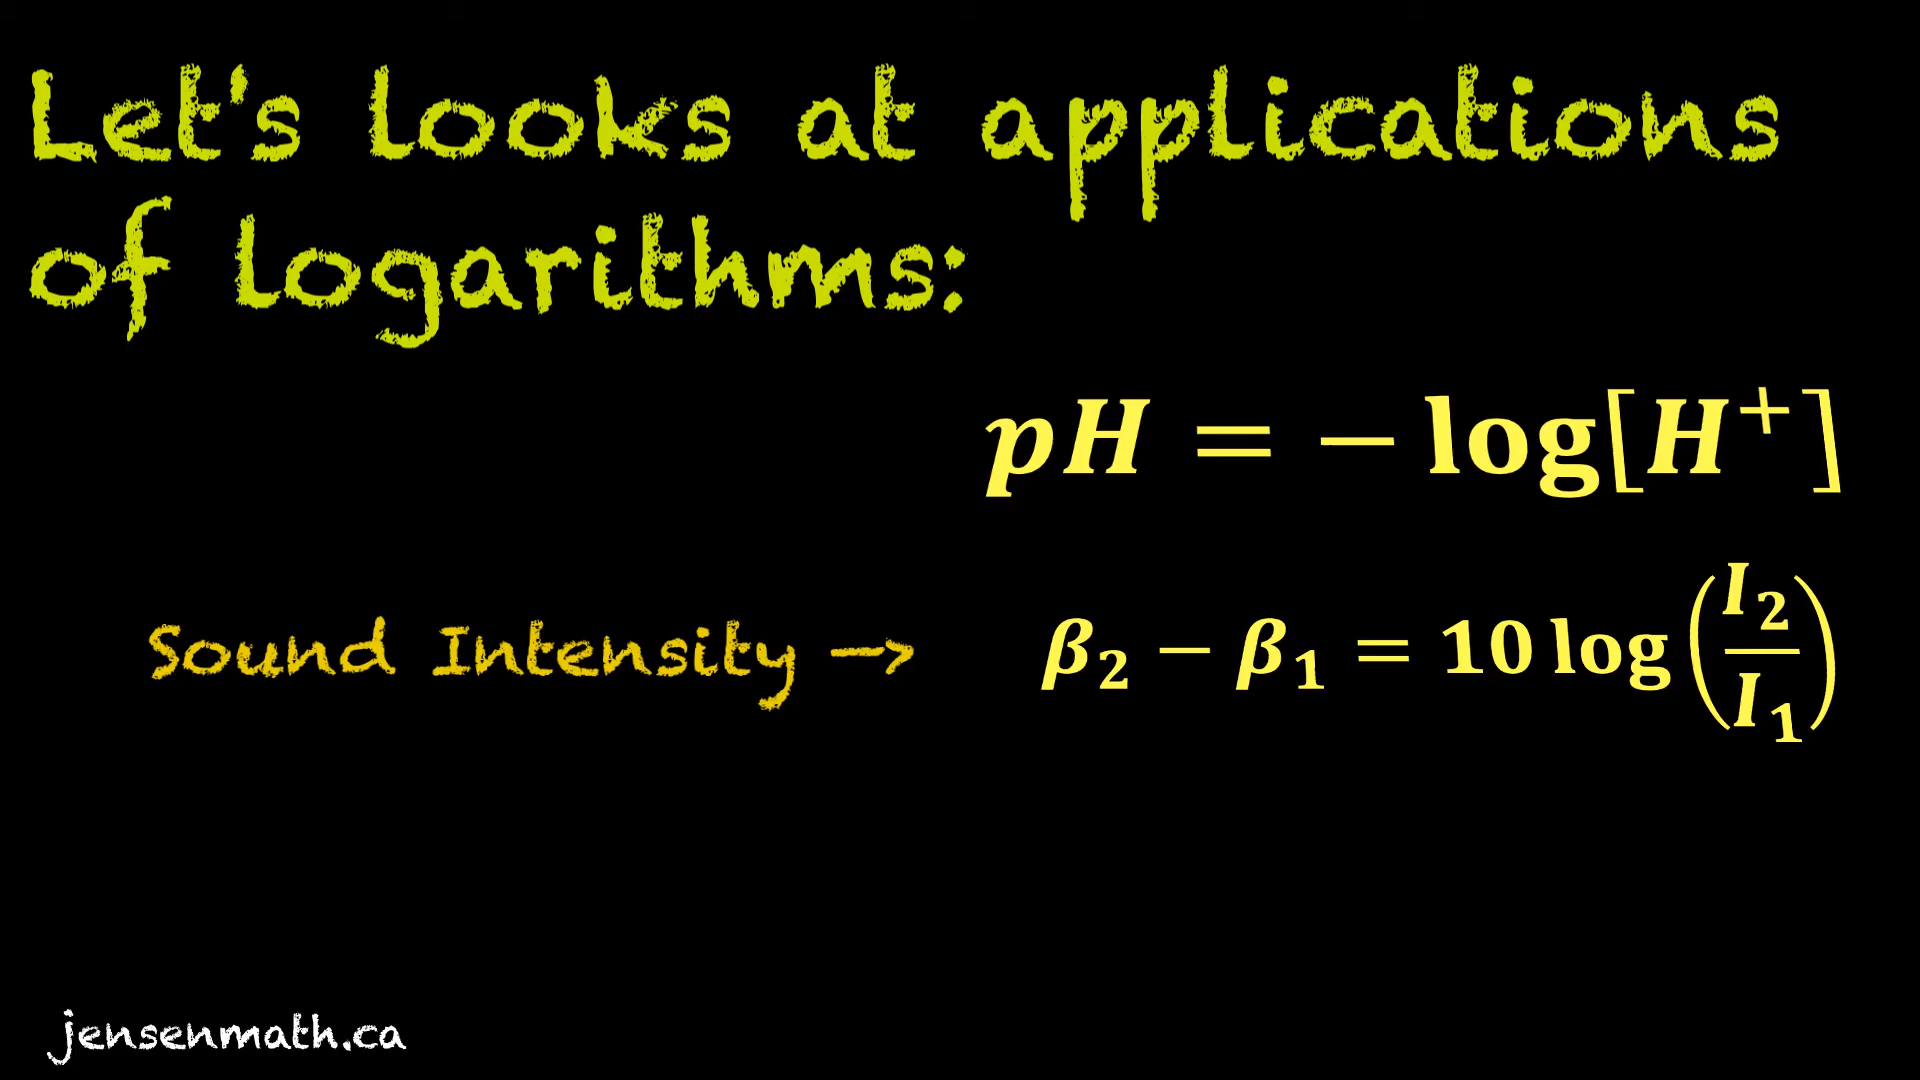 Let's looks at applications
of logarithms:
pH = − log[H⁺]
Sound Intensity –> β₂ − β₁ = 10 log(I₂/I₁)
jensenmath.ca